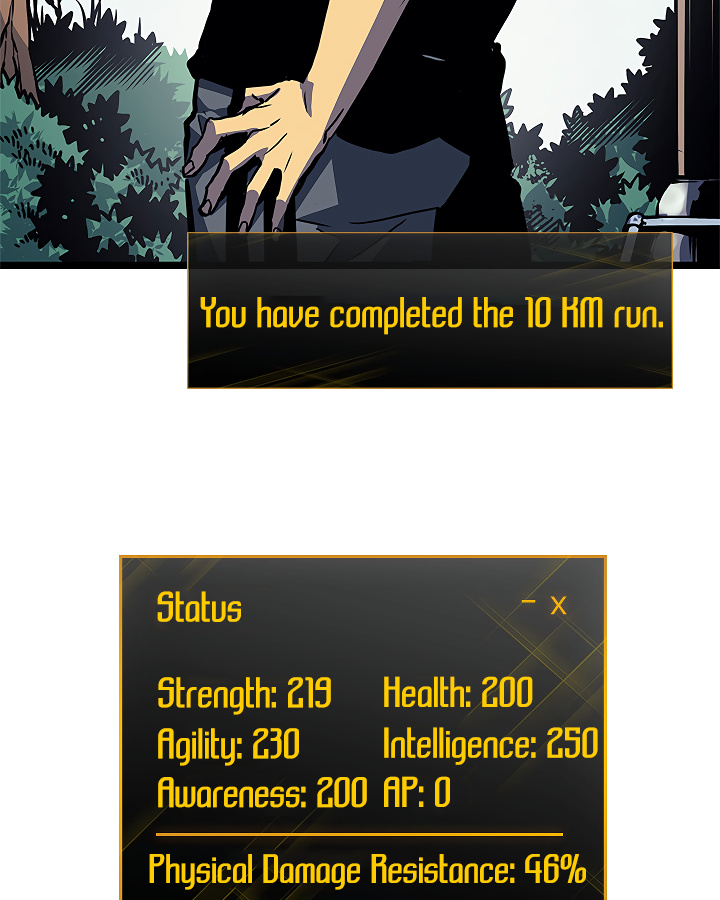 You have completed the 10 KM run.
Status
- x
Strength: 219 Health: 200
Agility: 230 Intelligence: 250
Awareness: 200 AP: 0
Physical Damage Resistance: 46%